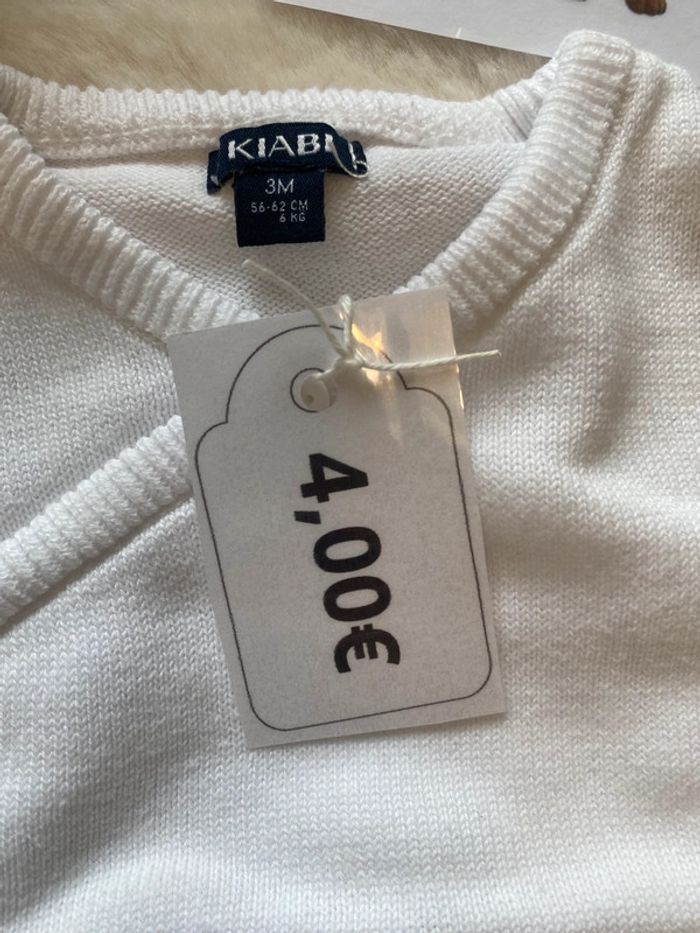 KIABI
3M
56-62 CM
6 KG
4,00€